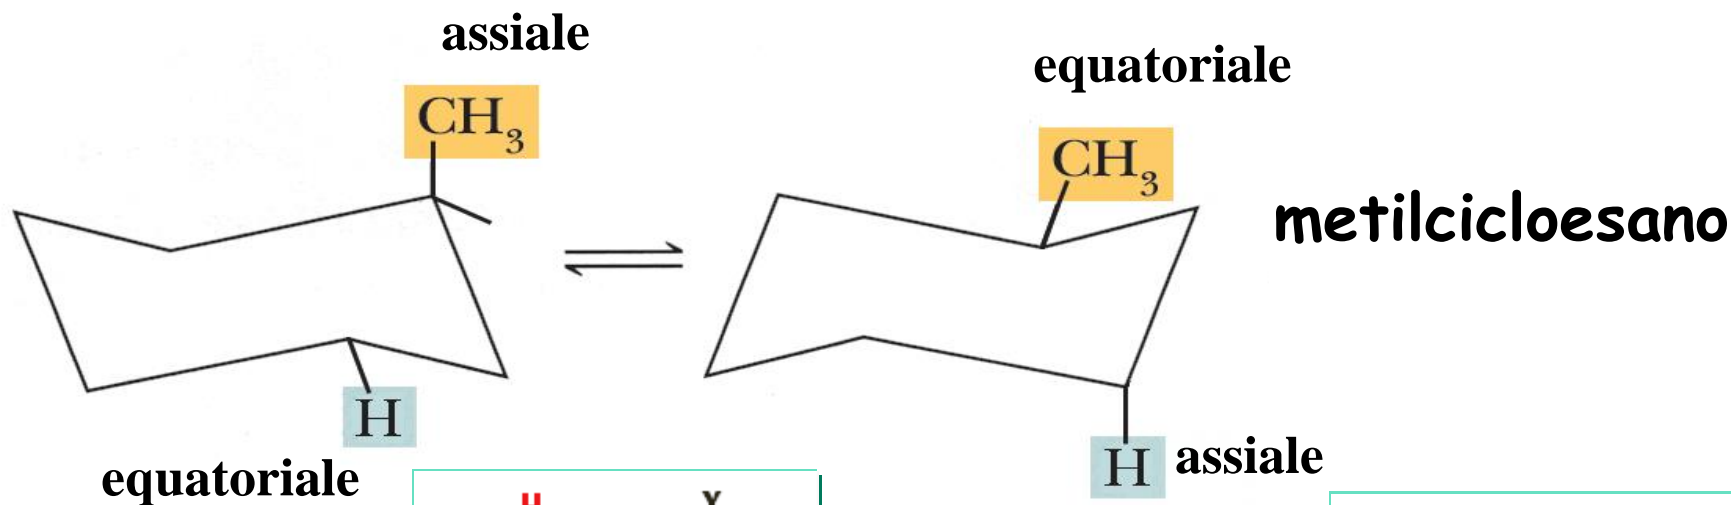 assiale
equatoriale
CH₃
CH₃
metilcicloesano
H
H assiale
equatoriale